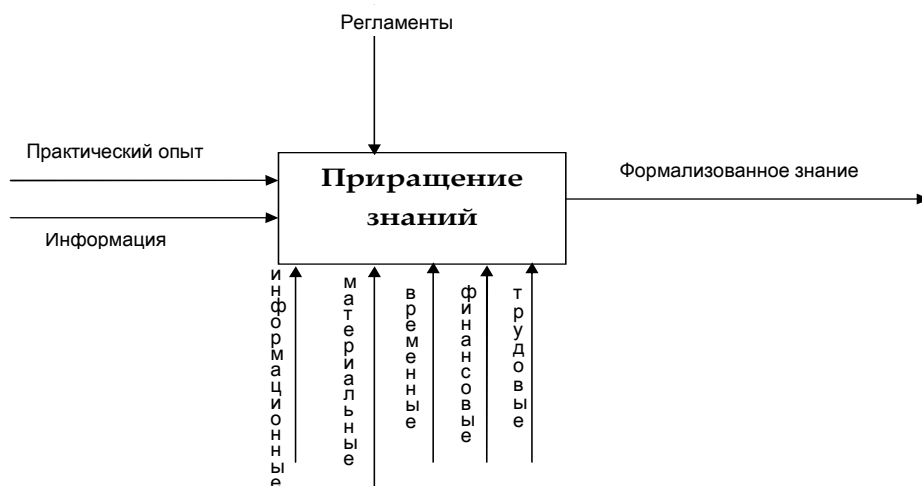 Регламенты
Практический опыт
Приращение
знаний
Формализованное знание
Информация
информационные
материальные
временные
финансовые
трудовые